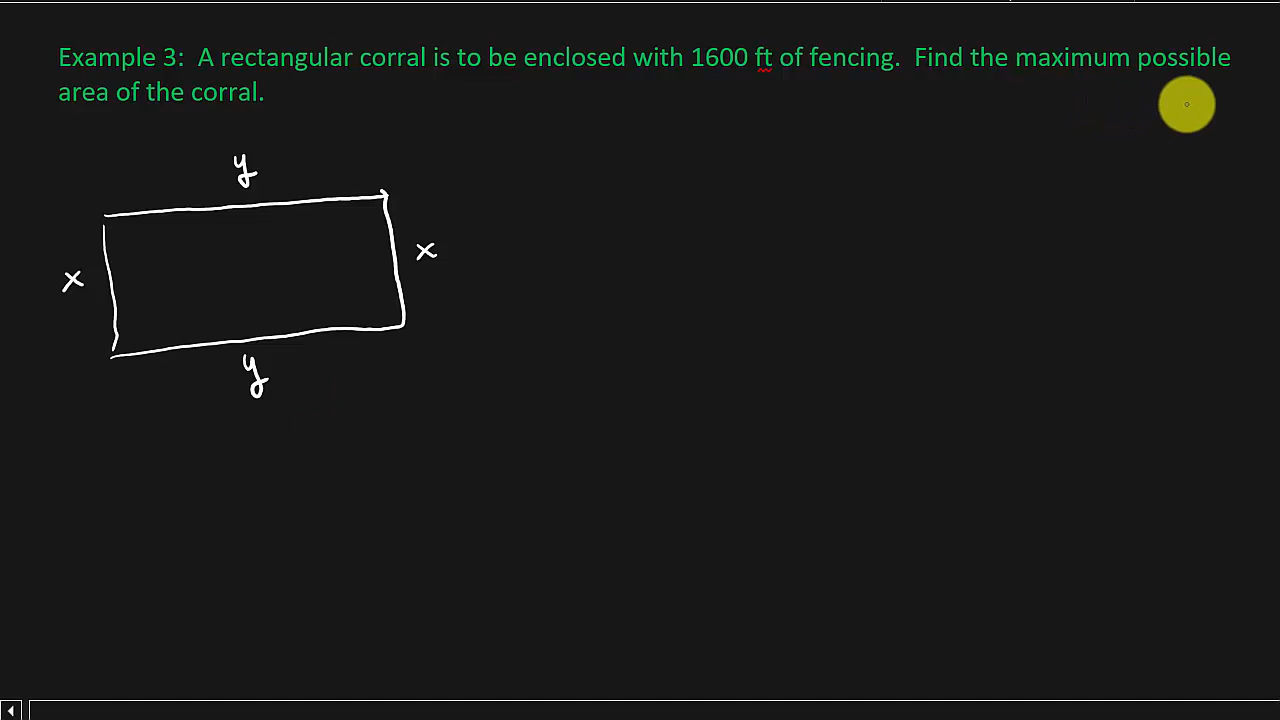 Example 3:  A rectangular corral is to be enclosed with 1600 ft of fencing.  Find the maximum possible
area of the corral.
y
x
x
y